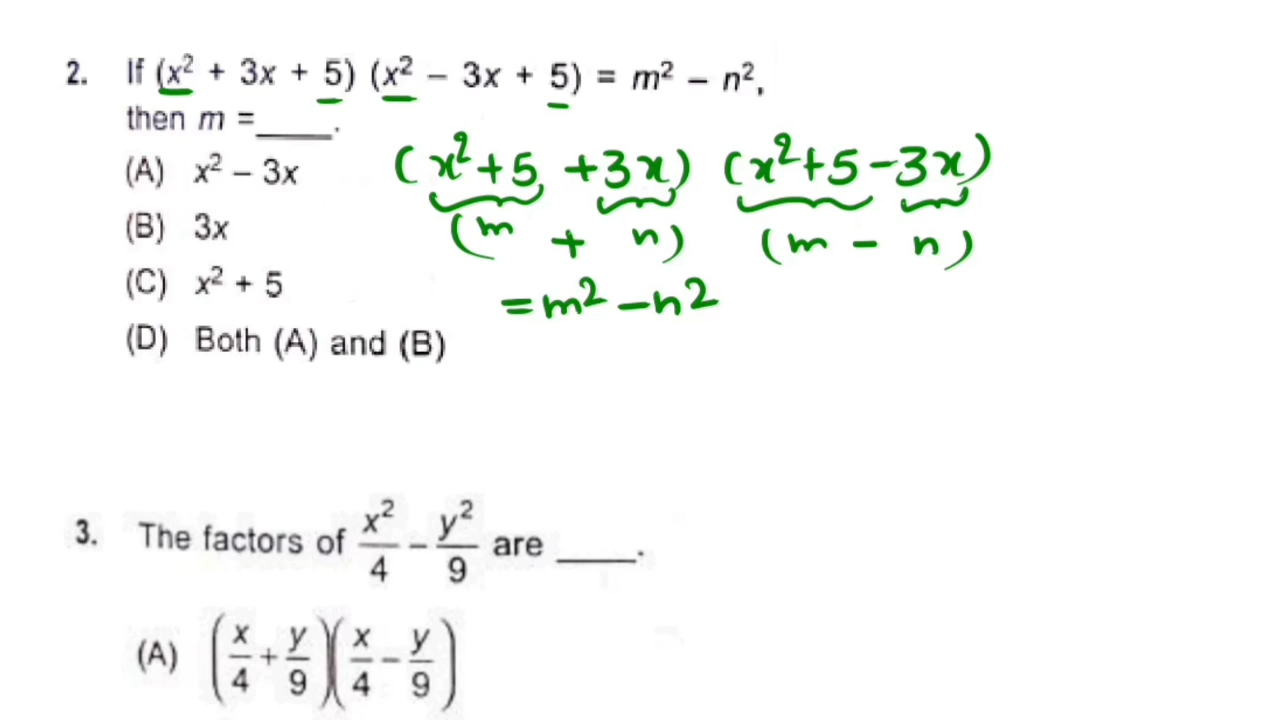 2. If (x² + 3x + 5) (x² – 3x + 5) = m² – n²,
then m =____.
(A) x² – 3x
(B) 3x
(C) x² + 5
(D) Both (A) and (B)
(x²+5 +3x) (x²+5-3x)
(m + n) (m - n)
= m² - n²
3. The factors of x²/4 – y²/9 are ____.
(A) (x/4 + y/9)(x/4 – y/9)